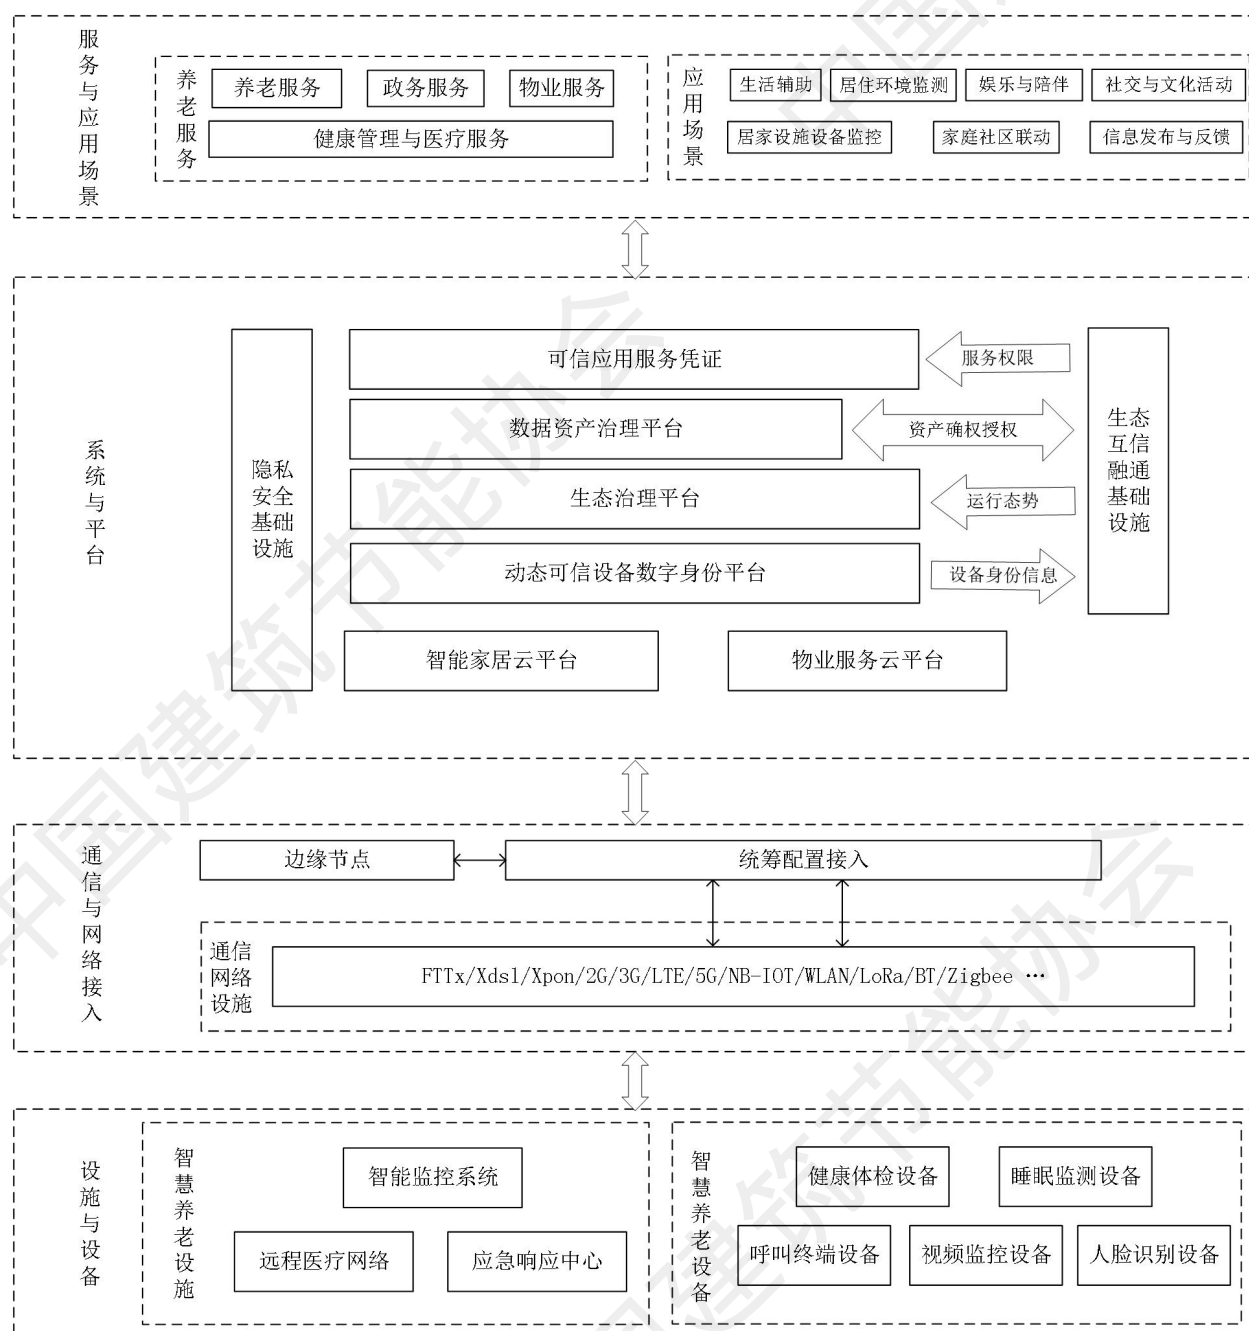 服务与应用场景
养老服务
养老服务
政务服务
物业服务
健康管理与医疗服务
应用场景
生活辅助
居住环境监测
娱乐与陪伴
社交与文化活动
居家设施设备监控
家庭社区联动
信息发布与反馈
系统与平台
隐私
安全
基础
设施
可信应用服务凭证
服务权限
数据资产治理平台
资产确权授权
生态治理平台
运行态势
动态可信设备数字身份平台
设备身份信息
智能家居云平台
物业服务云平台
生态
互信
融通
基础
设施
通信与网络接入
边缘节点
统筹配置接入
通信
网络
设施
FTTx/Xdsl/Xpon/2G/3G/LTE/5G/NB-IOT/WLAN/LoRa/BT/Zigbee …
设施与设备
智慧养老设施
智能监控系统
远程医疗网络
应急响应中心
智慧养老设备
健康体检设备
睡眠监测设备
呼叫终端设备
视频监控设备
人脸识别设备
中国建筑节能协会
中国建筑节能协会
中国